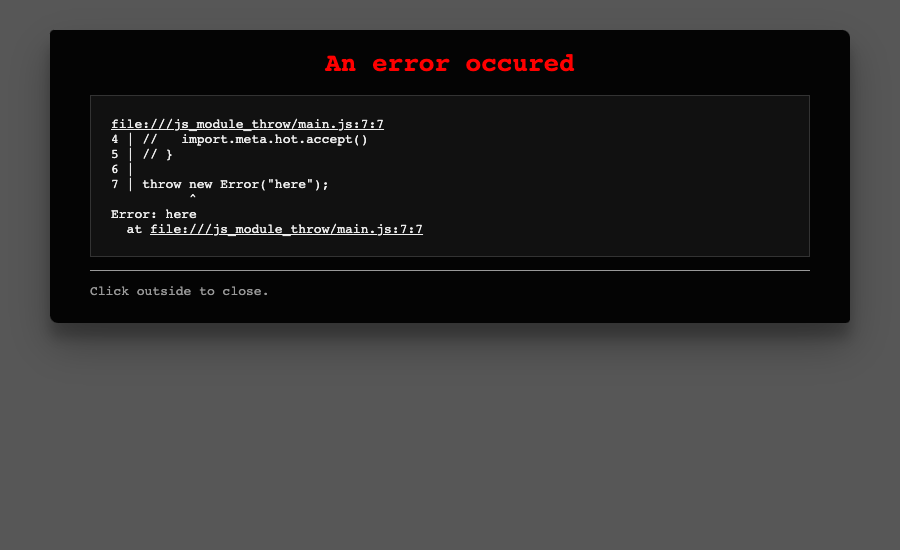 An error occured
file:///js_module_throw/main.js:7:7
4 | //   import.meta.hot.accept()
5 | // }
6 |
7 | throw new Error("here");
          ^
Error: here
  at file:///js_module_throw/main.js:7:7
Click outside to close.